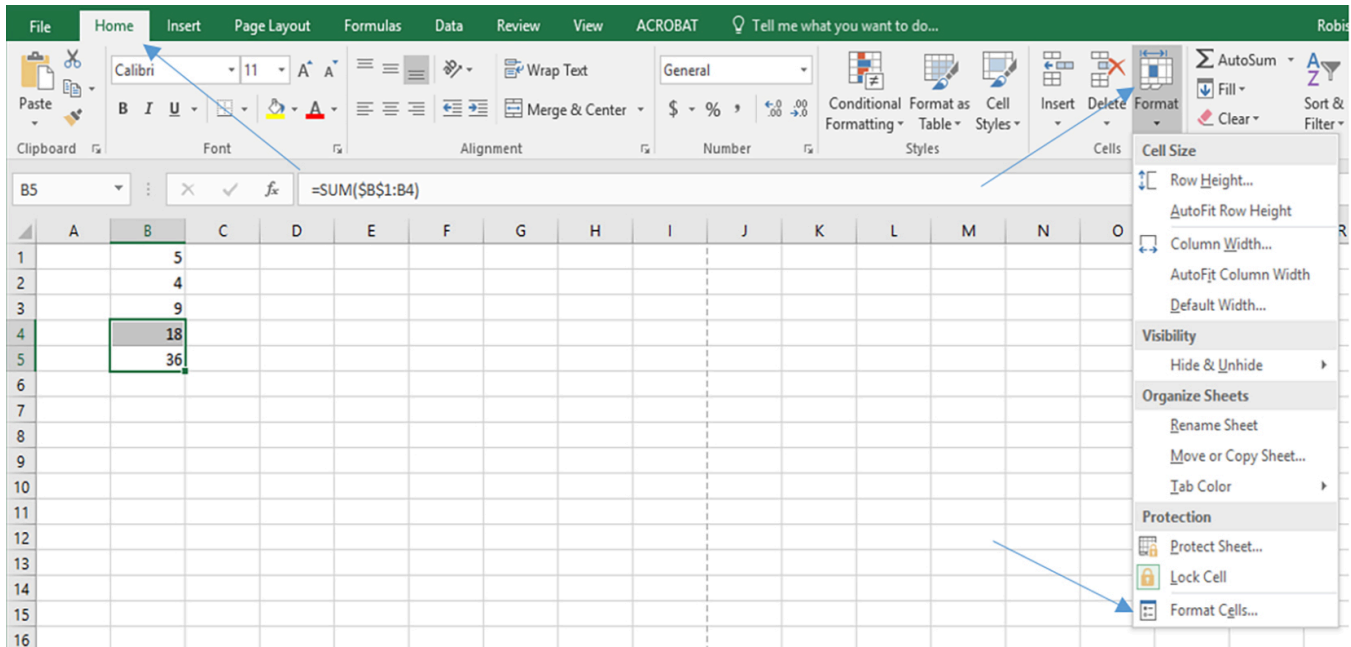 File Home Insert Page Layout Formulas Data Review View ACROBAT Tell me what you want to do...
Calibri 11 A A Wrap Text General AutoSum
Fill
Paste B I U A Merge & Center $ % , .0 .00 .00 .0 Conditional Formatting Format as Table Cell Styles Insert Delete Format Clear Sort & Filter
Clipboard Font Alignment Number Styles Cells
B5 fx =SUM($B$1:B4)
A B C D E F G H I J K L M N O R
1 5
2 4
3 9
4 18
5 36
6
7
8
9
10
11
12
13
14
15
16
Cell Size
Row Height...
AutoFit Row Height
Column Width...
AutoFit Column Width
Default Width...
Visibility
Hide & Unhide
Organize Sheets
Rename Sheet
Move or Copy Sheet...
Tab Color
Protection
Protect Sheet...
Lock Cell
Format Cells...